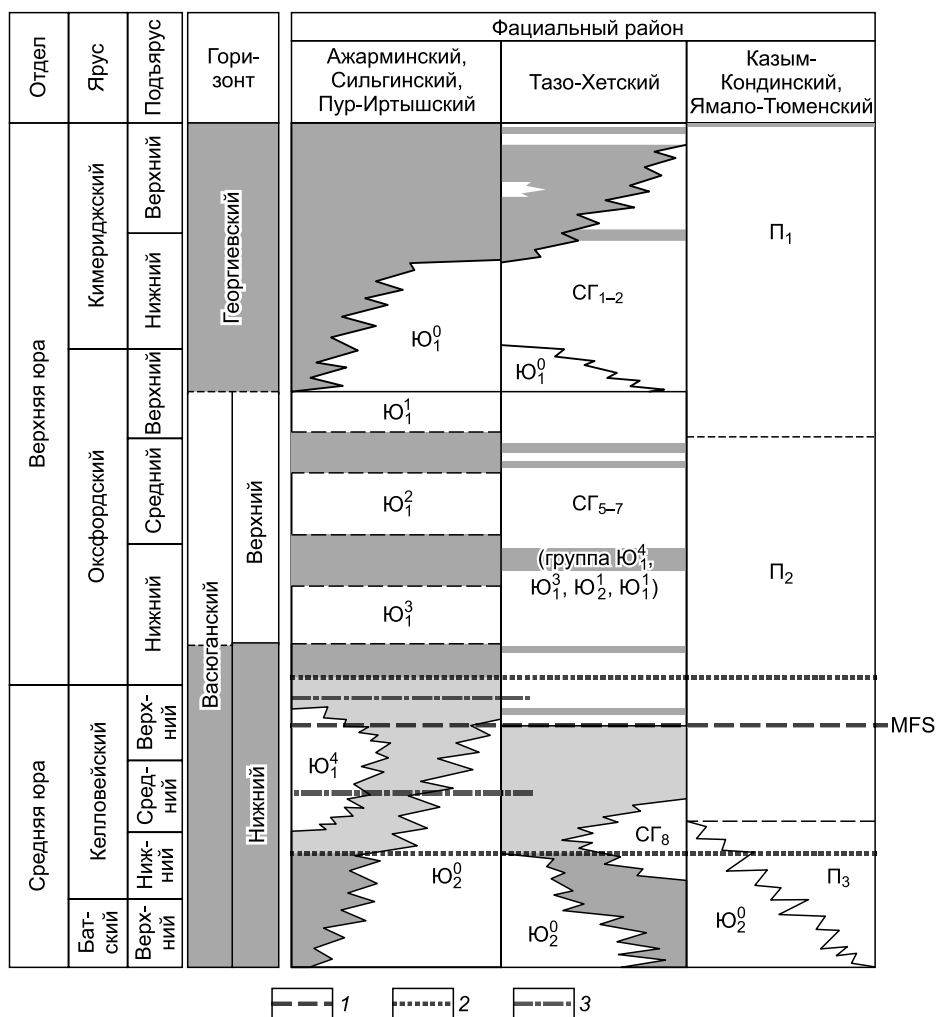 Отдел
Ярус
Подъярус
Гори-
зонт
Фациальный район
Ажарминский,
Сильгинский,
Пур-Иртышский
Тазо-Хетский
Казым-
Кондинский,
Ямало-Тюменский
Верхняя юра
Средняя юра
Кимериджский
Оксфордский
Келловейский
Бат-
ский
Верхний
Нижний
Верхний
Средний
Нижний
Верх-
ний
Сред-
ний
Ниж-
ний
Верх-
ний
Георгиевский
Васюганский
Верхний
Нижний
Ю₁⁰
Ю₁¹
Ю₁²
Ю₁³
Ю₁⁴
Ю₂⁰
СГ₁₋₂
Ю₁⁰
СГ₅₋₇
(группа Ю₁⁴,
Ю₁³, Ю₂¹, Ю₁¹)
СГ₈
Ю₂⁰
П₁
П₂
П₃
Ю₂⁰
MFS
1
2
3